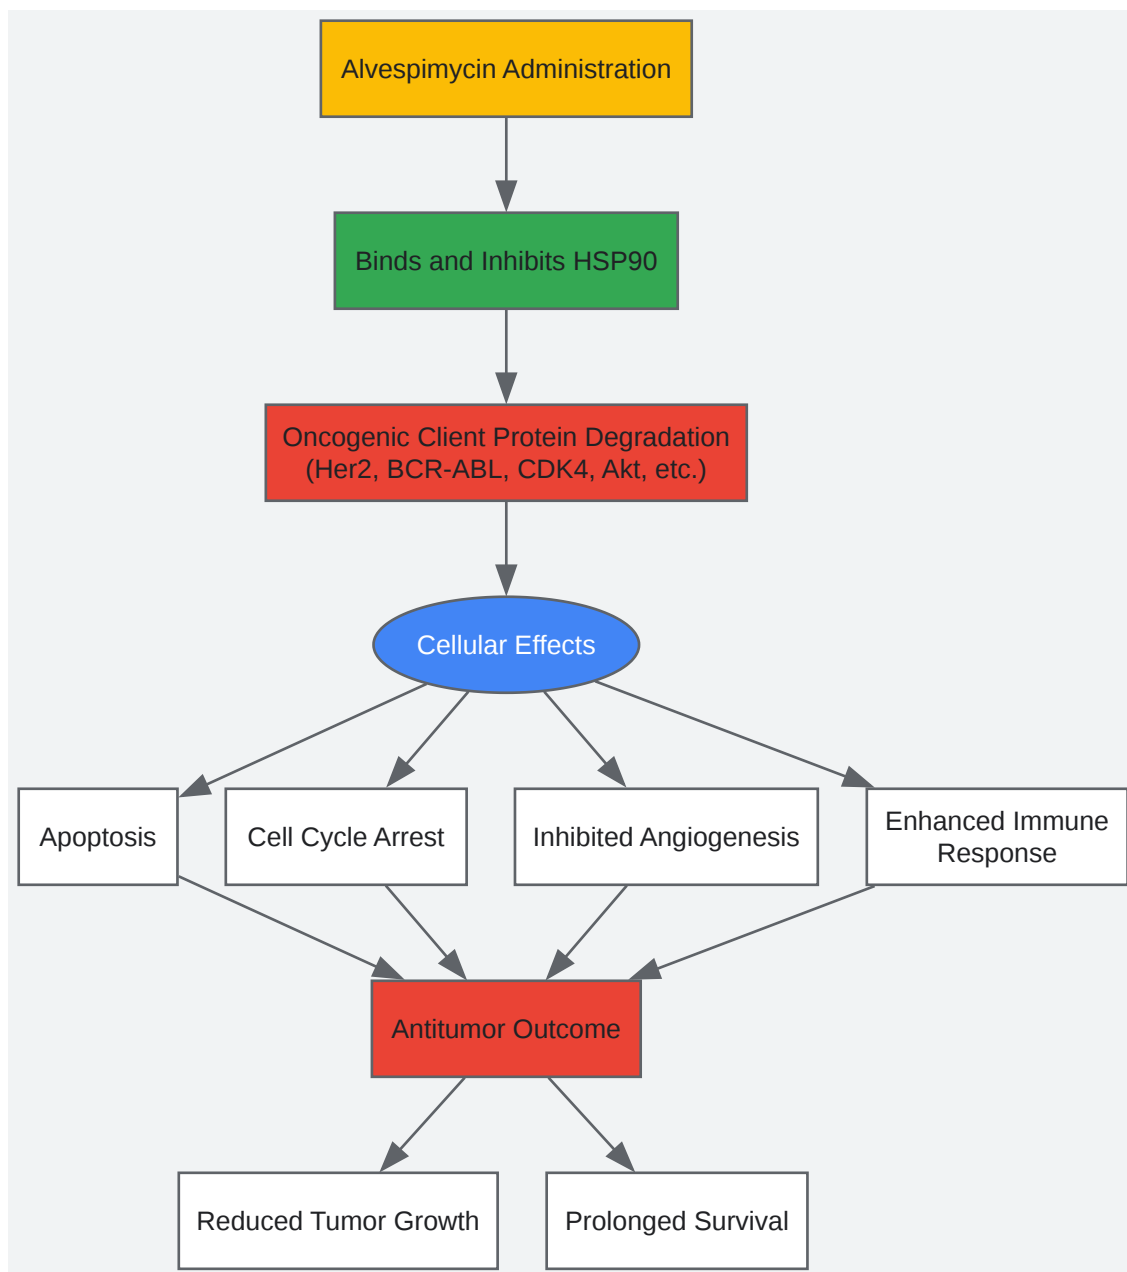 Alvespimycin Administration
Binds and Inhibits HSP90
Oncogenic Client Protein Degradation
(Her2, BCR-ABL, CDK4, Akt, etc.)
Cellular Effects
Apoptosis
Cell Cycle Arrest
Inhibited Angiogenesis
Enhanced Immune
Response
Antitumor Outcome
Reduced Tumor Growth
Prolonged Survival